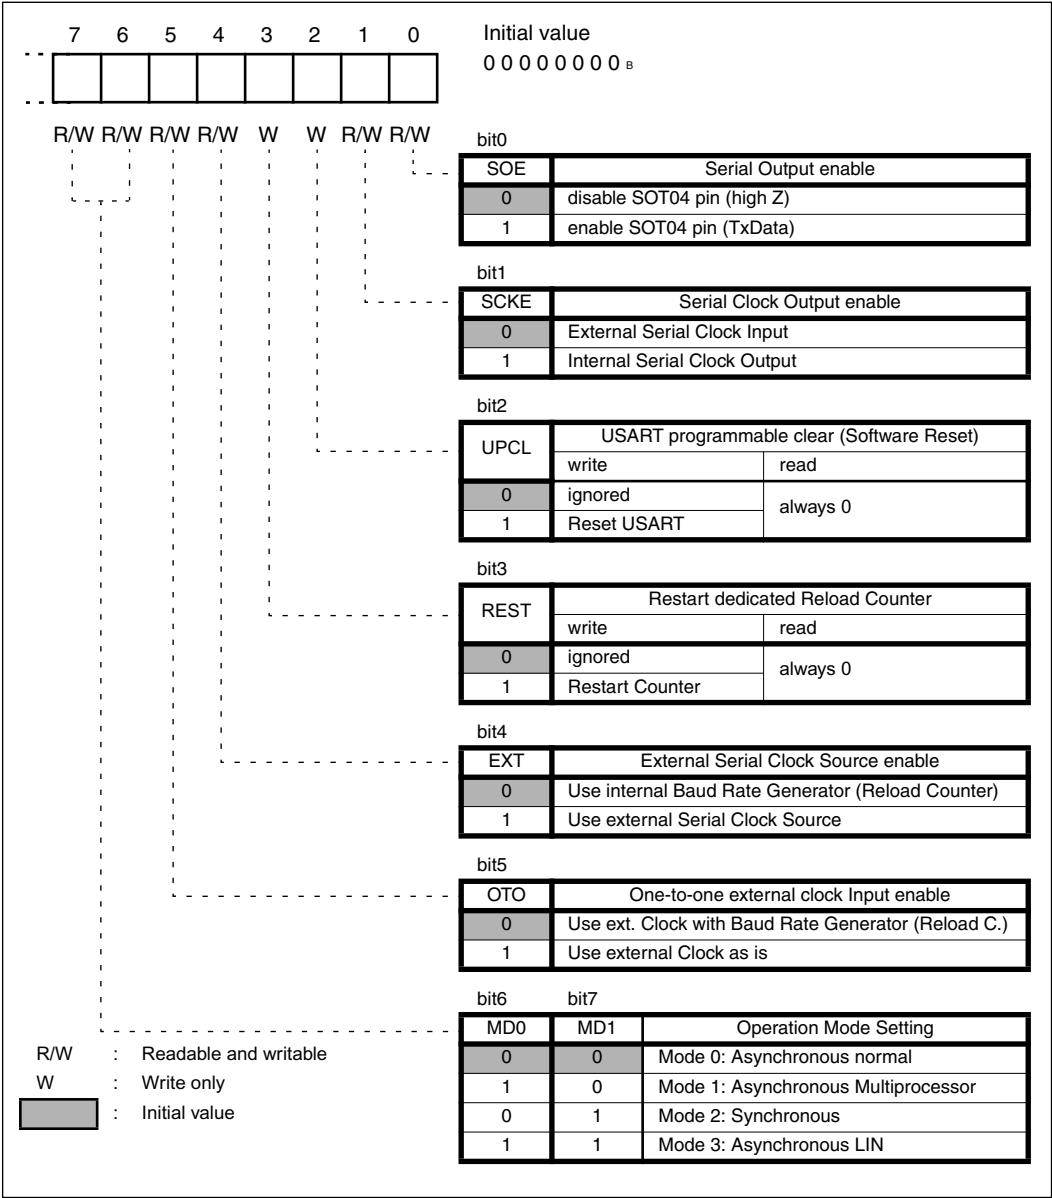 7 6 5 4 3 2 1 0 Initial value
0 0 0 0 0 0 0 0 B
R/W R/W R/W R/W W W R/W R/W
bit0
SOE Serial Output enable
0 disable SOT04 pin (high Z)
1 enable SOT04 pin (TxData)
bit1
SCKE Serial Clock Output enable
0 External Serial Clock Input
1 Internal Serial Clock Output
bit2
UPCL USART programmable clear (Software Reset)
write read
0 ignored always 0
1 Reset USART
bit3
REST Restart dedicated Reload Counter
write read
0 ignored always 0
1 Restart Counter
bit4
EXT External Serial Clock Source enable
0 Use internal Baud Rate Generator (Reload Counter)
1 Use external Serial Clock Source
bit5
OTO One-to-one external clock Input enable
0 Use ext. Clock with Baud Rate Generator (Reload C.)
1 Use external Clock as is
bit6 bit7
MD0 MD1 Operation Mode Setting
0 0 Mode 0: Asynchronous normal
1 0 Mode 1: Asynchronous Multiprocessor
0 1 Mode 2: Synchronous
1 1 Mode 3: Asynchronous LIN
R/W : Readable and writable
W : Write only
: Initial value